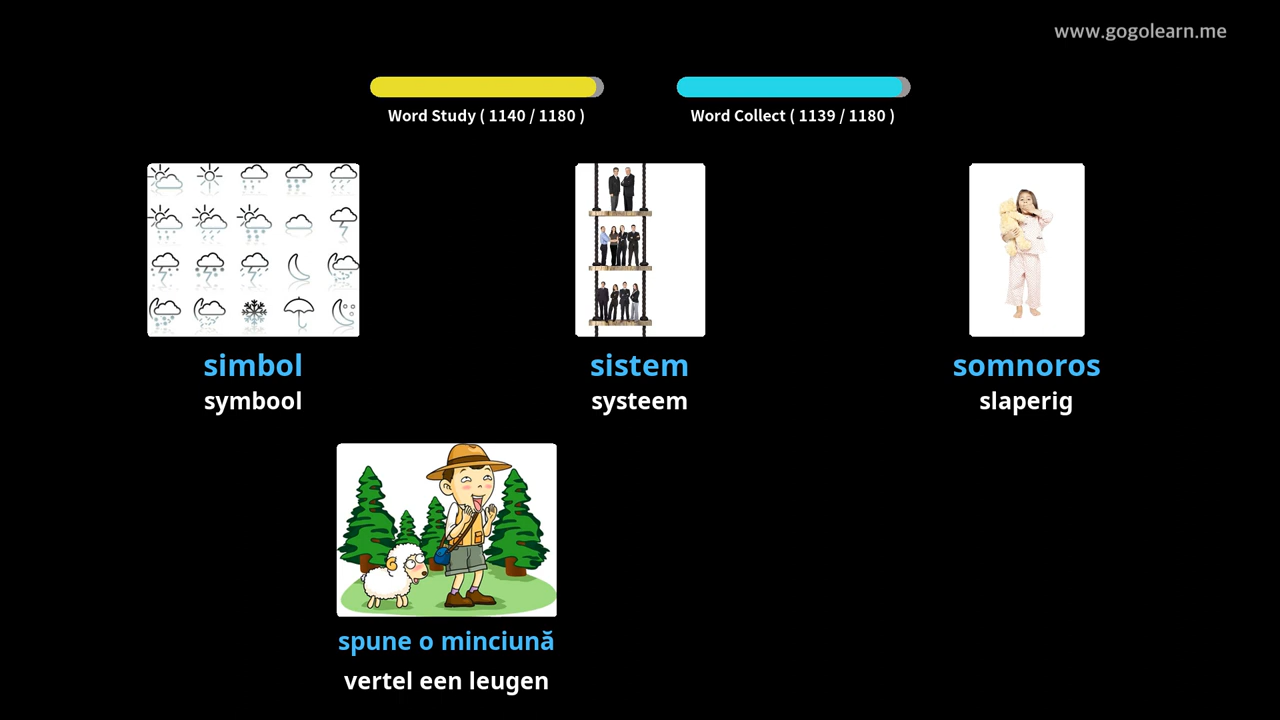 www.gogolearn.me
Word Study ( 1140 / 1180 )
Word Collect ( 1139 / 1180 )
simbol
symbool
sistem
systeem
somnoros
slaperig
spune o minciună
vertel een leugen